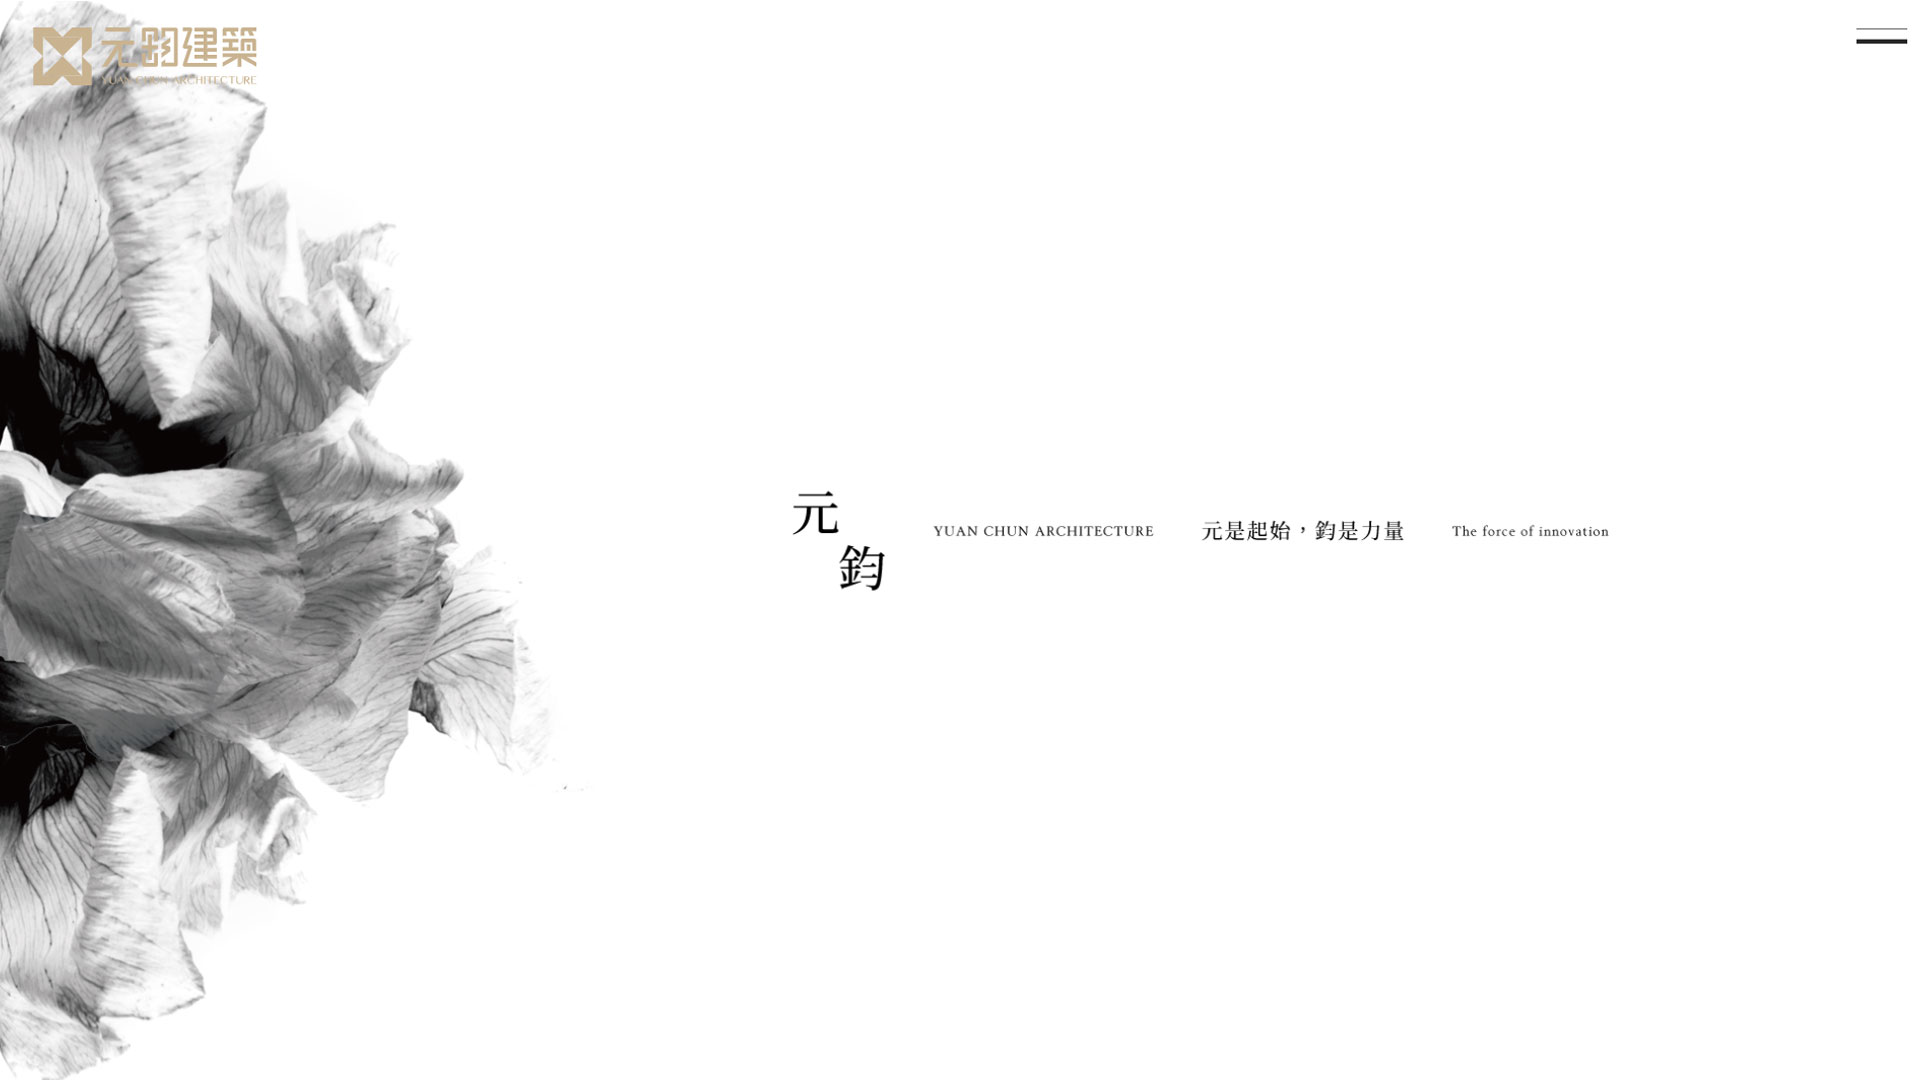 元鈞建築
YUAN CHUN ARCHITECTURE
元鈞
YUAN CHUN ARCHITECTURE
元是起始，鈞是力量
The force of innovation